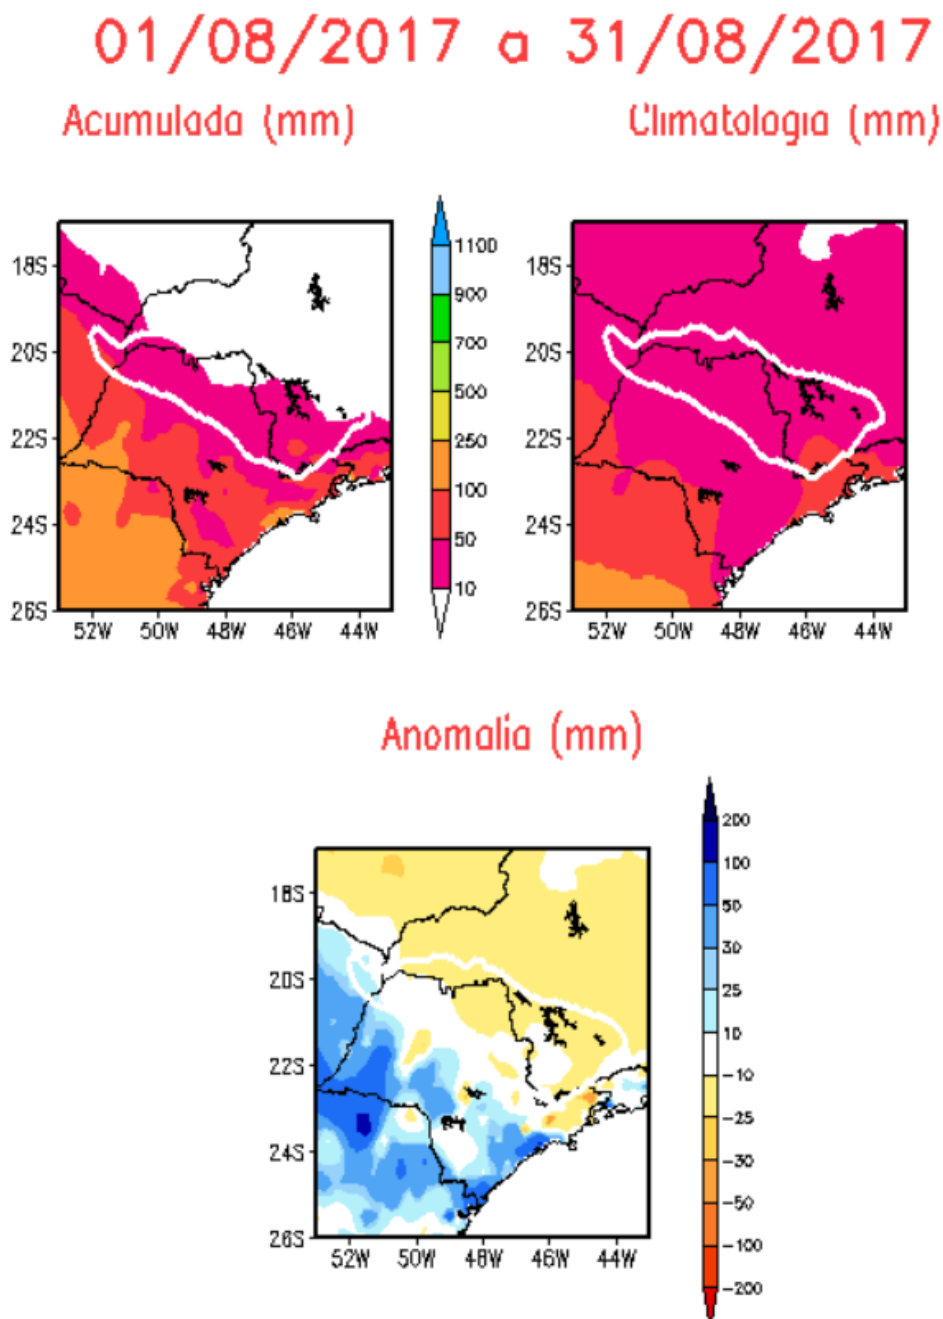 01/08/2017 a 31/08/2017
Acumulada (mm)
Climatologia (mm)
18S
20S
22S
24S
26S
52W 50W 48W 46W 44W
1100
900
700
500
250
100
50
10
18S
20S
22S
24S
26S
52W 50W 48W 46W 44W
Anomalia (mm)
18S
20S
22S
24S
26S
52W 50W 48W 46W 44W
200
100
50
30
25
10
-10
-25
-30
-50
-100
-200